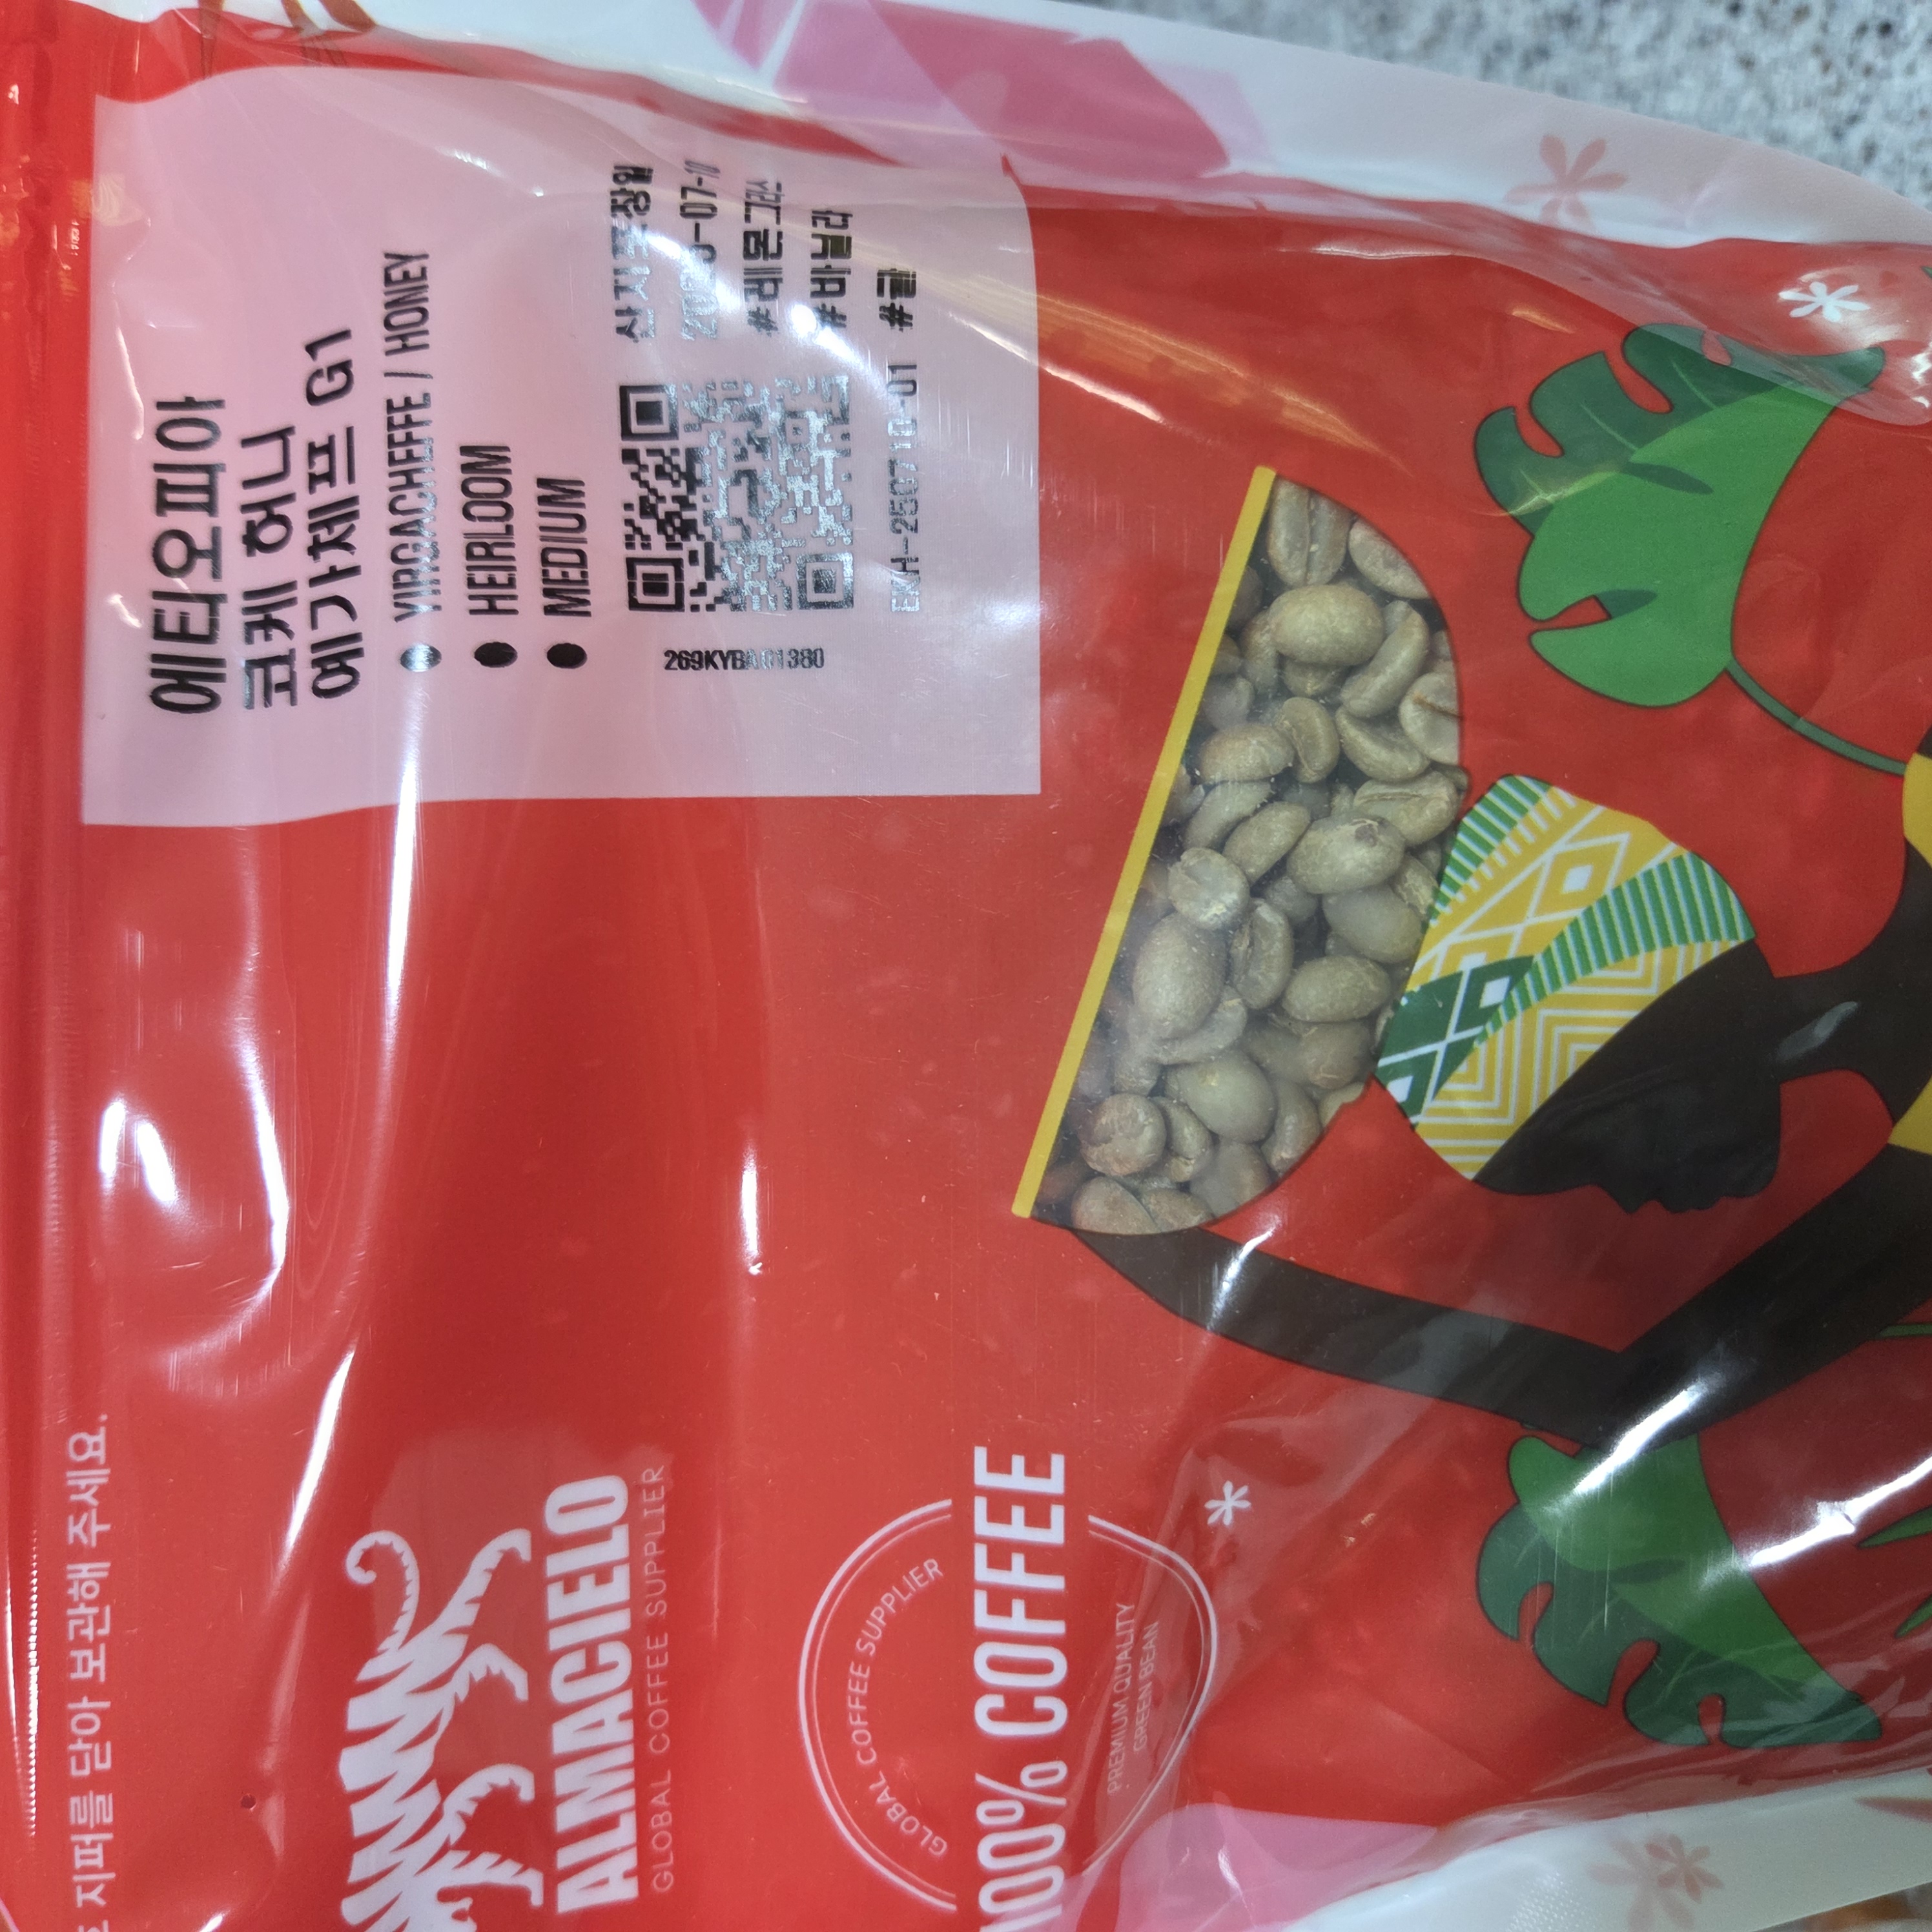 에티오피아
코케 허니
예가체프 G1
YIRGACHEFFE / HONEY
HEIRLOOM
MEDIUM
269KYBA
산지포장일
#레몬그라스
#바닐라
#귤
지퍼를 닫아 보관해 주세요.
ALMACIELO
GLOBAL COFFEE SUPPLIER
GLOBAL COFFEE SUPPLIER
100% COFFEE
PREMIUM QUALITY
GREEN BEAN